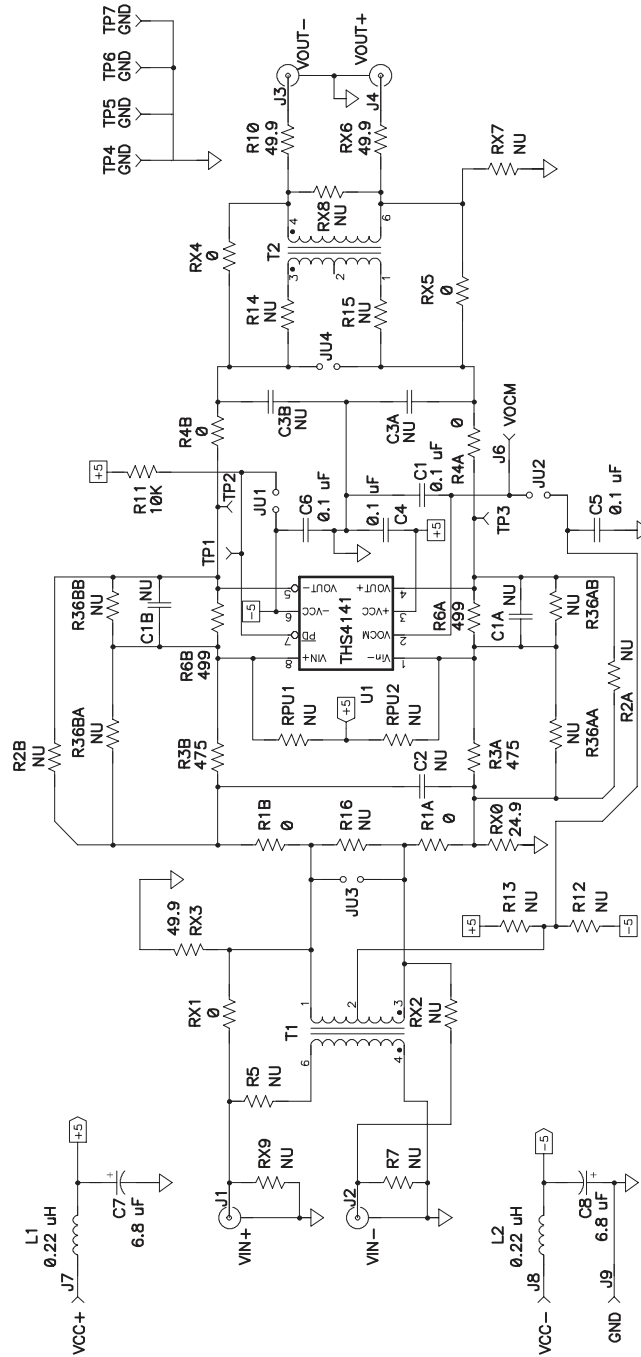 TP4
GND
TP5
GND
TP6
GND
TP7
GND
J3
VOUT-
J4
VOUT+
R10
49.9
RX6
49.9
RX8
NU
RX7
NU
RX4
0
T2
4
6
3
2
1
RX5
0
R14
NU
R15
NU
JU4
R4B
0
C3B
NU
C3A
NU
R4A
0
+5
R11
10K
TP2
TP1
JU1
C6
0.1 uF
C4
0.1 uF
C1
0.1 uF
+5
-5
J6
VOCM
JU2
C5
0.1 uF
TP3
R36BB
NU
C1B
NU
R6B
499
R36BA
NU
R2B
NU
THS4141
U1
VOUT-
-VCC
PD
VIN+
VOUT+
+VCC
VOCM
Vin-
5
6
7
8
4
3
2
1
R6A
499
C1A
NU
R36AB
NU
R2A
NU
R36AA
NU
RPU1
NU
+5
RPU2
NU
R3B
475
R3A
475
C2
NU
R1B
0
R16
NU
R1A
0
RX0
24.9
JU3
+5
R13
NU
R12
NU
-5
49.9
RX3
RX1
0
T1
1
2
3
6
4
RX2
NU
R5
NU
RX9
NU
R7
NU
J1
VIN+
J2
VIN-
VCC+
J7
L1
0.22 uH
+5
C7
6.8 uF
+
VCC-
J8
L2
0.22 uH
-5
C8
6.8 uF
+
J9
GND